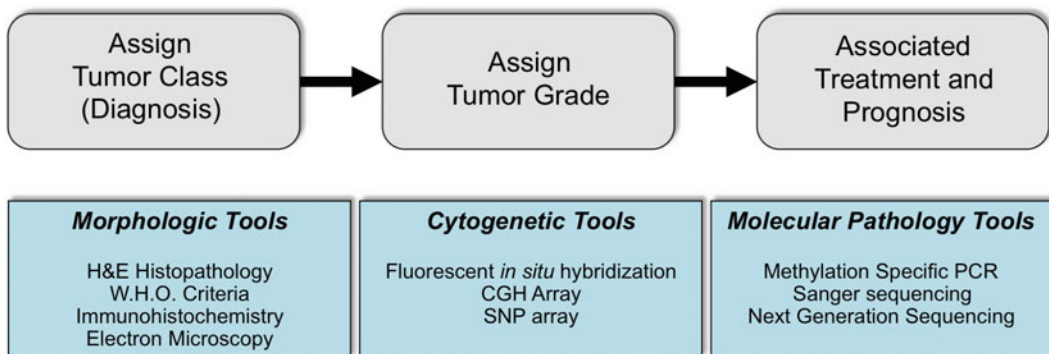 Assign
Tumor Class
(Diagnosis)
Assign
Tumor Grade
Associated
Treatment and
Prognosis
Morphologic Tools
H&E Histopathology
W.H.O. Criteria
Immunohistochemistry
Electron Microscopy
Cytogenetic Tools
Fluorescent in situ hybridization
CGH Array
SNP array
Molecular Pathology Tools
Methylation Specific PCR
Sanger sequencing
Next Generation Sequencing